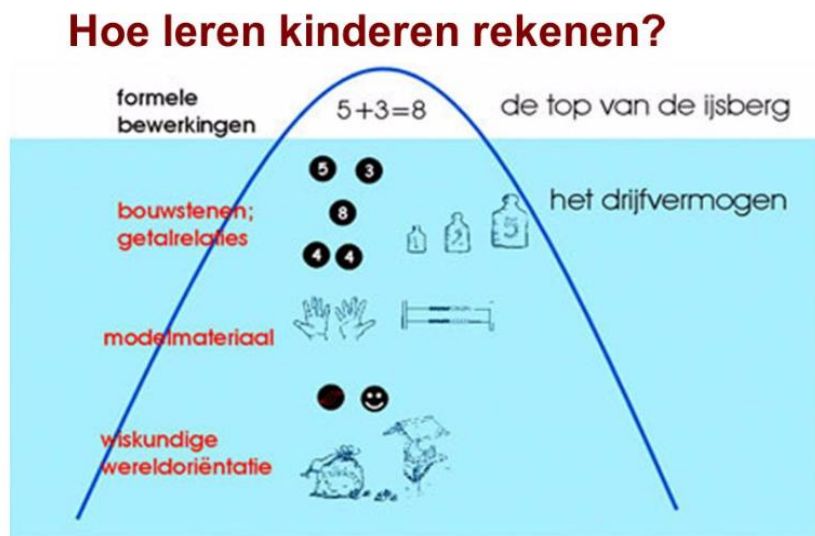 Hoe leren kinderen rekenen?
formele
bewerkingen
5+3=8
de top van de ijsberg
5 3
bouwstenen;
getalrelaties
8
4 4
1 2 5
het drijfvermogen
modelmateriaal
wiskundige
wereldoriëntatie